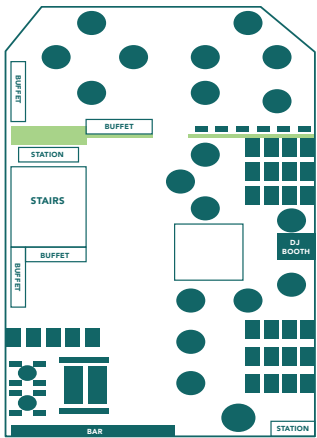 BUFFET
BUFFET
STATION
STAIRS
BUFFET
BUFFET
DJ
BOOTH
BAR
STATION